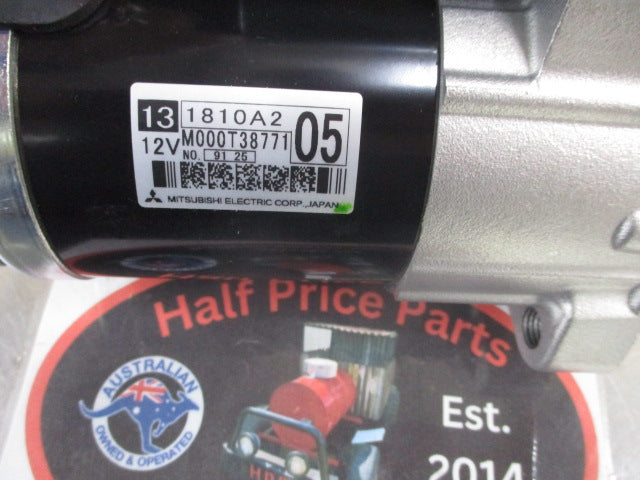 13 1810A2
12V M000T38771 05
NO. 91 25
MITSUBISHI ELECTRIC CORP., JAPAN
Half Price Parts
AUSTRALIAN
OWNED & OPERATED
Est.
2014